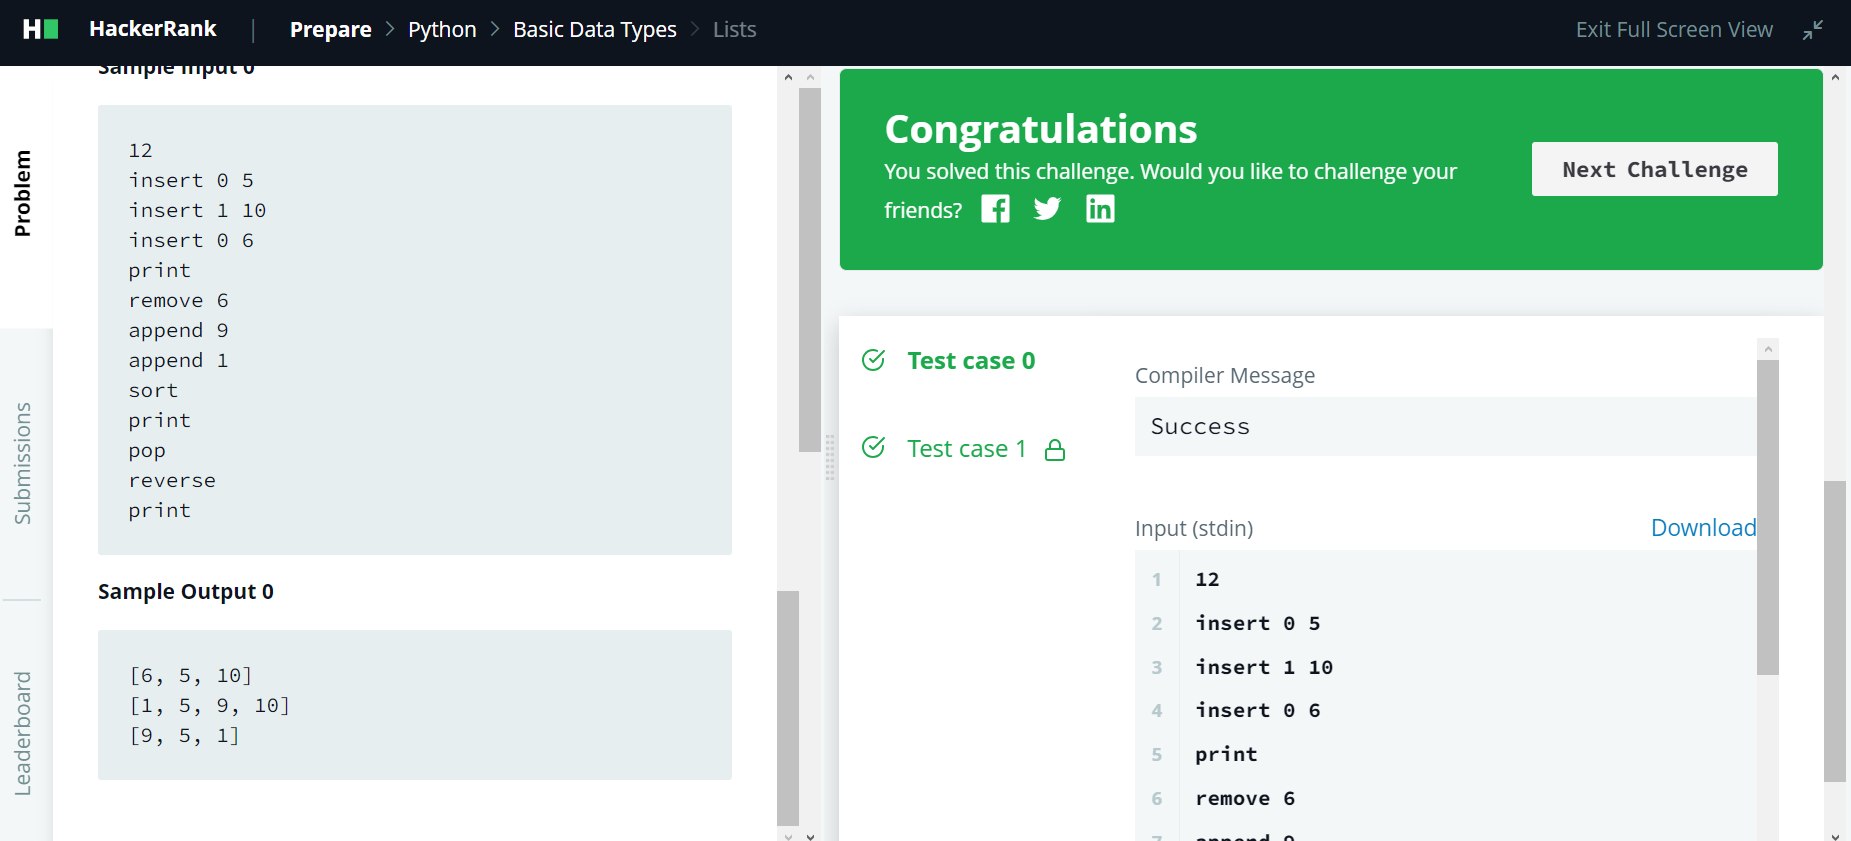 HackerRank | Prepare > Python > Basic Data Types > Lists
Exit Full Screen View
Problem
Submissions
Leaderboard
Sample Input 0
12
insert 0 5
insert 1 10
insert 0 6
print
remove 6
append 9
append 1
sort
print
pop
reverse
print
Sample Output 0
[6, 5, 10]
[1, 5, 9, 10]
[9, 5, 1]
Congratulations
You solved this challenge. Would you like to challenge your
friends?
Next Challenge
Test case 0
Test case 1
Compiler Message
Success
Input (stdin)
Download
1 12
2 insert 0 5
3 insert 1 10
4 insert 0 6
5 print
6 remove 6
7 append 9